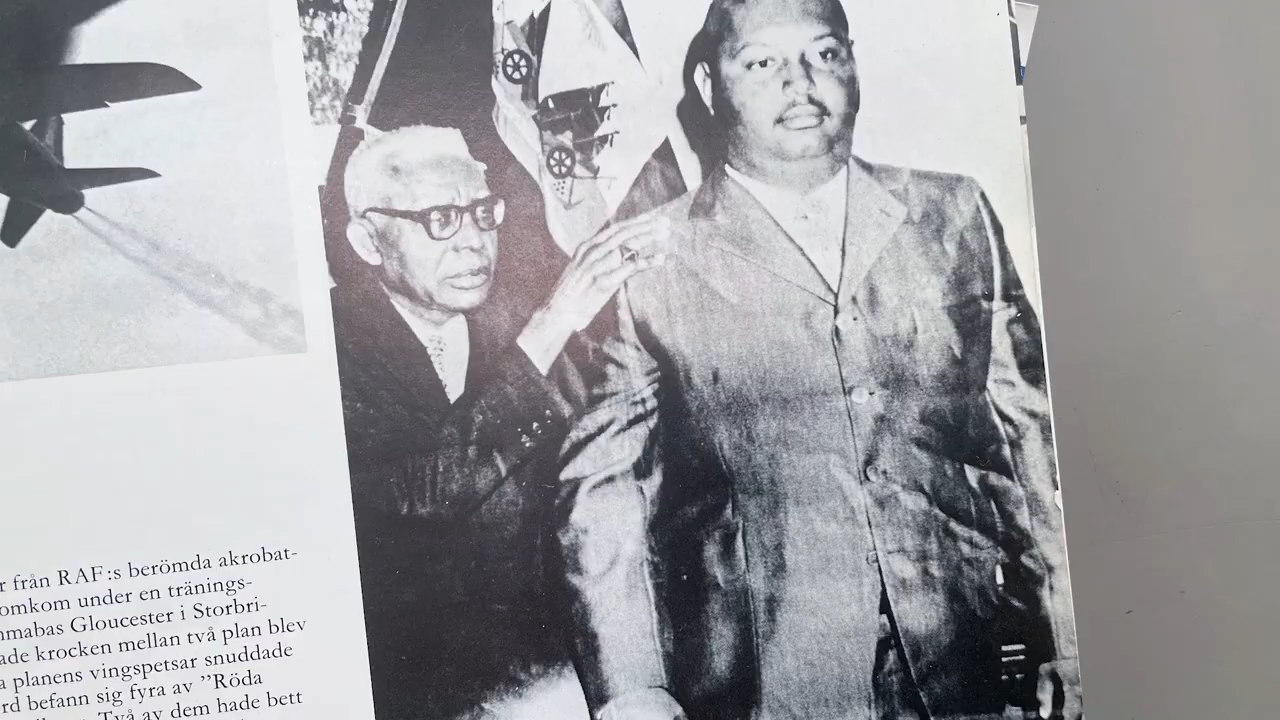 r från RAF:s berömda akrobat-
omkom under en tränings-
nmabas Gloucester i Storbri-
ade krocken mellan två plan blev
a planens vingspetsar snuddade
rd befann sig fyra av ”Röda
Två av dem hade bett